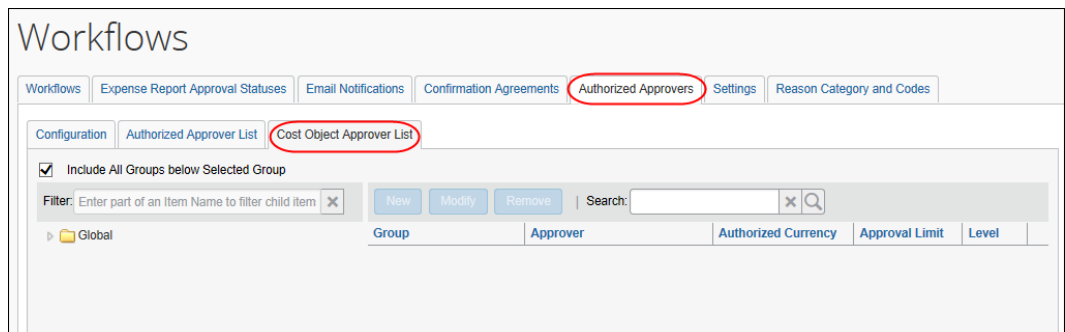 Workflows
Workflows Expense Report Approval Statuses Email Notifications Confirmation Agreements Authorized Approvers Settings Reason Category and Codes
Configuration Authorized Approver List Cost Object Approver List
Include All Groups below Selected Group
Filter: Enter part of an Item Name to filter child item New Modify Remove | Search:
Global Group Approver Authorized Currency Approval Limit Level